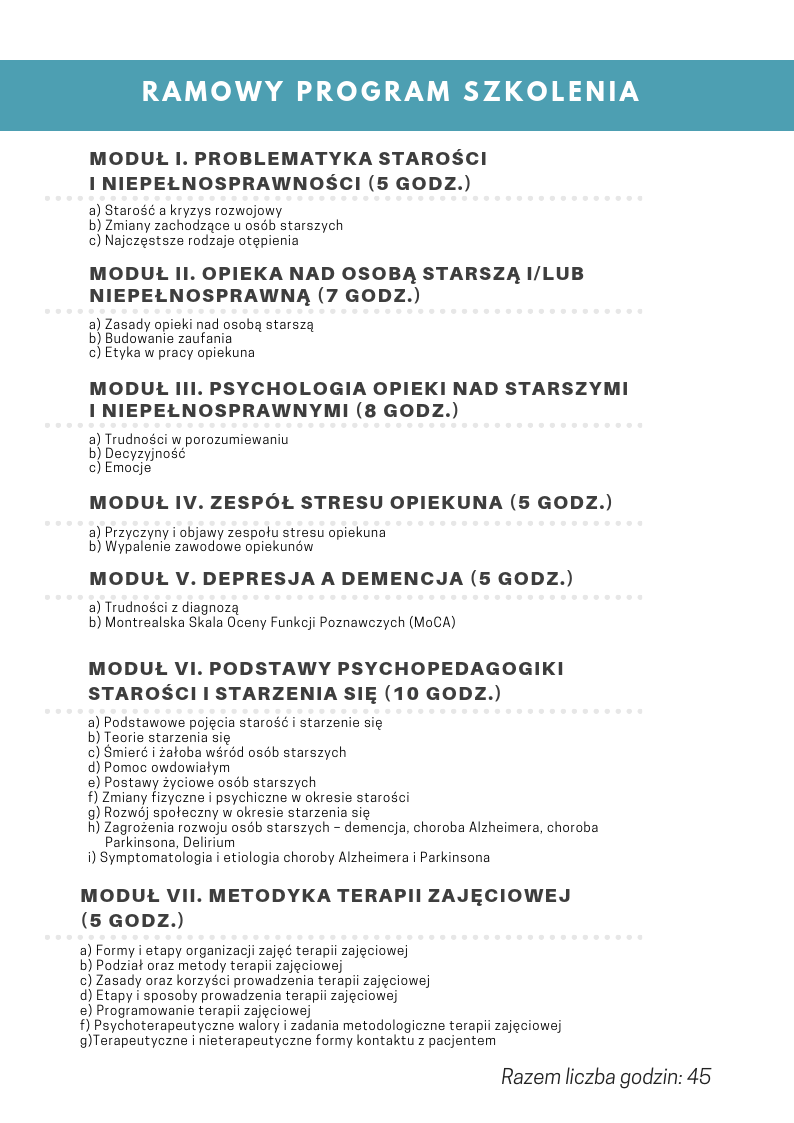 RAMOWY PROGRAM SZKOLENIA
MODUŁ I. PROBLEMATYKA STAROŚCI
I NIEPEŁNOSPRAWNOŚCI (5 GODZ.)
a) Starość a kryzys rozwojowy
b) Zmiany zachodzące u osób starszych
c) Najczęstsze rodzaje otępienia
MODUŁ II. OPIEKA NAD OSOBĄ STARSZĄ I/LUB
NIEPEŁNOSPRAWNĄ (7 GODZ.)
a) Zasady opieki nad osobą starszą
b) Budowanie zaufania
c) Etyka w pracy opiekuna
MODUŁ III. PSYCHOLOGIA OPIEKI NAD STARSZYMI
I NIEPEŁNOSPRAWNYMI (8 GODZ.)
a) Trudności w porozumiewaniu
b) Decyzyjność
c) Emocje
MODUŁ IV. ZESPÓŁ STRESU OPIEKUNA (5 GODZ.)
a) Przyczyny i objawy zespołu stresu opiekuna
b) Wypalenie zawodowe opiekunów
MODUŁ V. DEPRESJA A DEMENCJA (5 GODZ.)
a) Trudności z diagnozą
b) Montrealska Skala Oceny Funkcji Poznawczych (MoCA)
MODUŁ VI. PODSTAWY PSYCHOPEDAGOGIKI
STAROŚCI I STARZENIA SIĘ (10 GODZ.)
a) Podstawowe pojęcia starość i starzenie się
b) Teorie starzenia się
c) Śmierć i żałoba wśród osób starszych
d) Pomoc owdowiałym
e) Postawy życiowe osób starszych
f) Zmiany fizyczne i psychiczne w okresie starości
g) Rozwój społeczny w okresie starzenia się
h) Zagrożenia rozwoju osób starszych – demencja, choroba Alzheimera, choroba
Parkinsona, Delirium
i) Symptomatologia i etiologia choroby Alzheimera i Parkinsona
MODUŁ VII. METODYKA TERAPII ZAJĘCIOWEJ
(5 GODZ.)
a) Formy i etapy organizacji zajęć terapii zajęciowej
b) Podział oraz metody terapii zajęciowej
c) Zasady oraz korzyści prowadzenia terapii zajęciowej
d) Etapy i sposoby prowadzenia terapii zajęciowej
e) Programowanie terapii zajęciowej
f) Psychoterapeutyczne walory i zadania metodologiczne terapii zajęciowej
g)Terapeutyczne i nieterapeutyczne formy kontaktu z pacjentem
Razem liczba godzin: 45